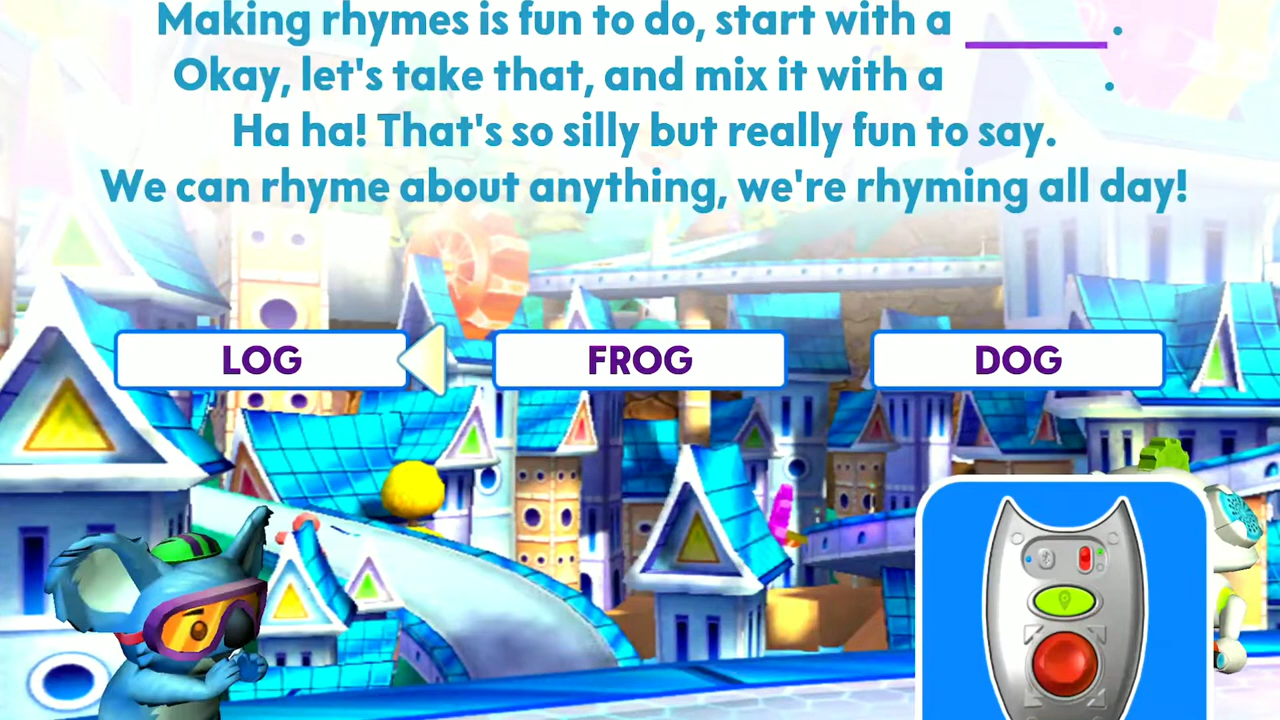 Making rhymes is fun to do, start with a ______.
Okay, let's take that, and mix it with a .
Ha ha! That's so silly but really fun to say.
We can rhyme about anything, we're rhyming all day!
LOG FROG DOG